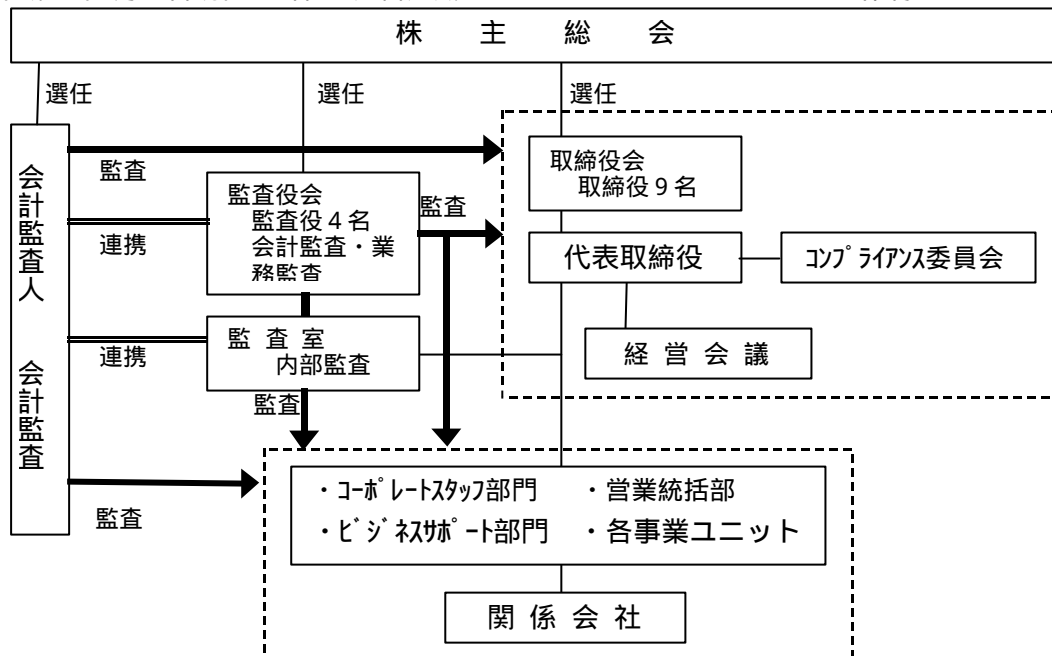 株 主 総 会
選任
選任
選任
会計監査人 会計監査
監査
取締役会
取締役9名
監査役会
監査役4名
会計監査・業
務監査
監査
連携
代表取締役
コンプライアンス委員会
監 査 室
内部監査
連携
経 営 会 議
監査
・コーポレートスタッフ部門 ・営業統括部
・ビジネスサポート部門 ・各事業ユニット
監査
関 係 会 社